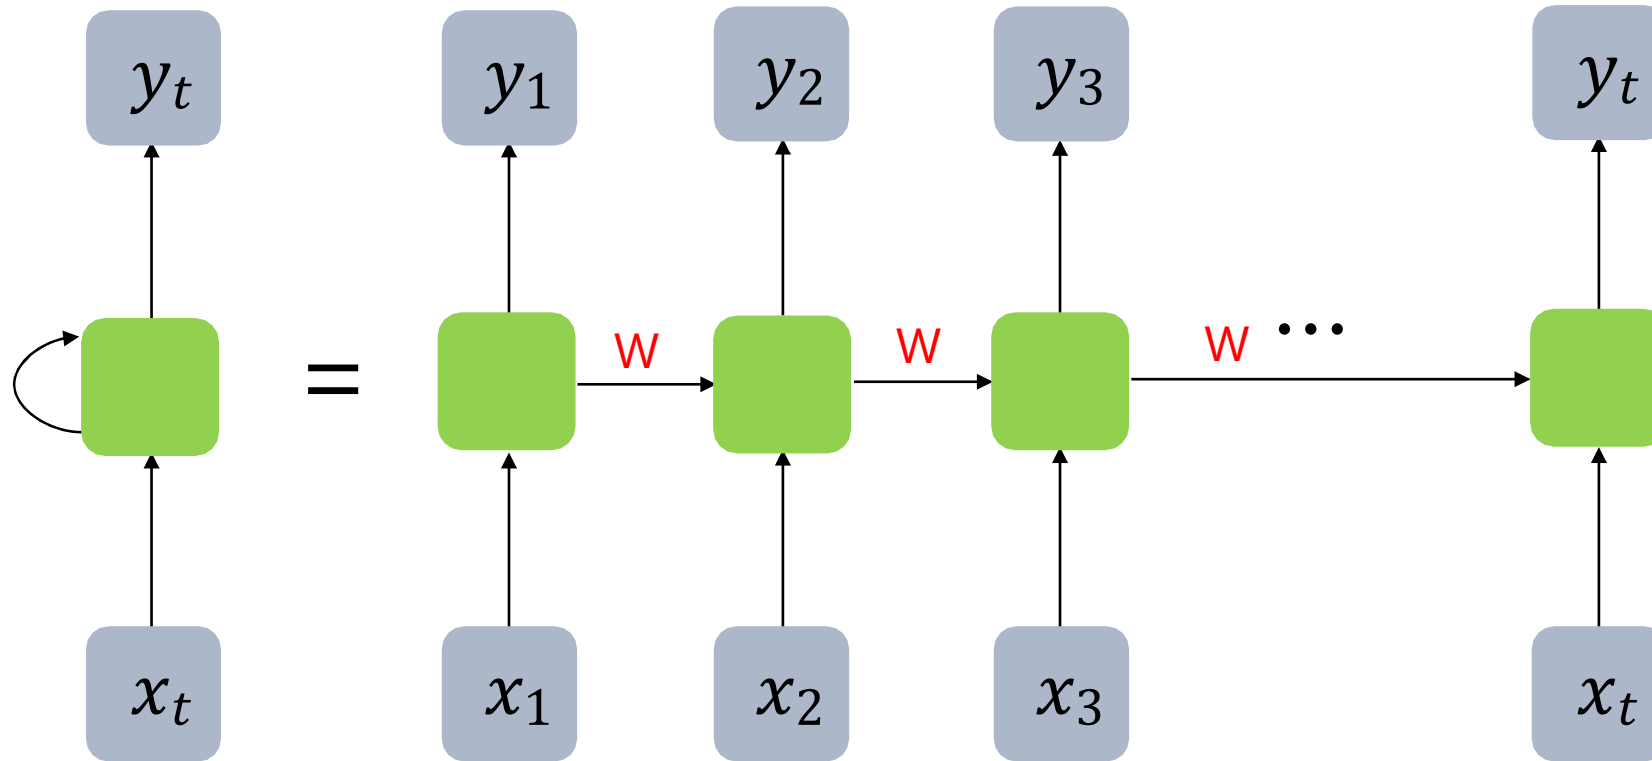 yₜ y₁ y₂ y₃ yₜ
= W W W ...
xₜ x₁ x₂ x₃ xₜ